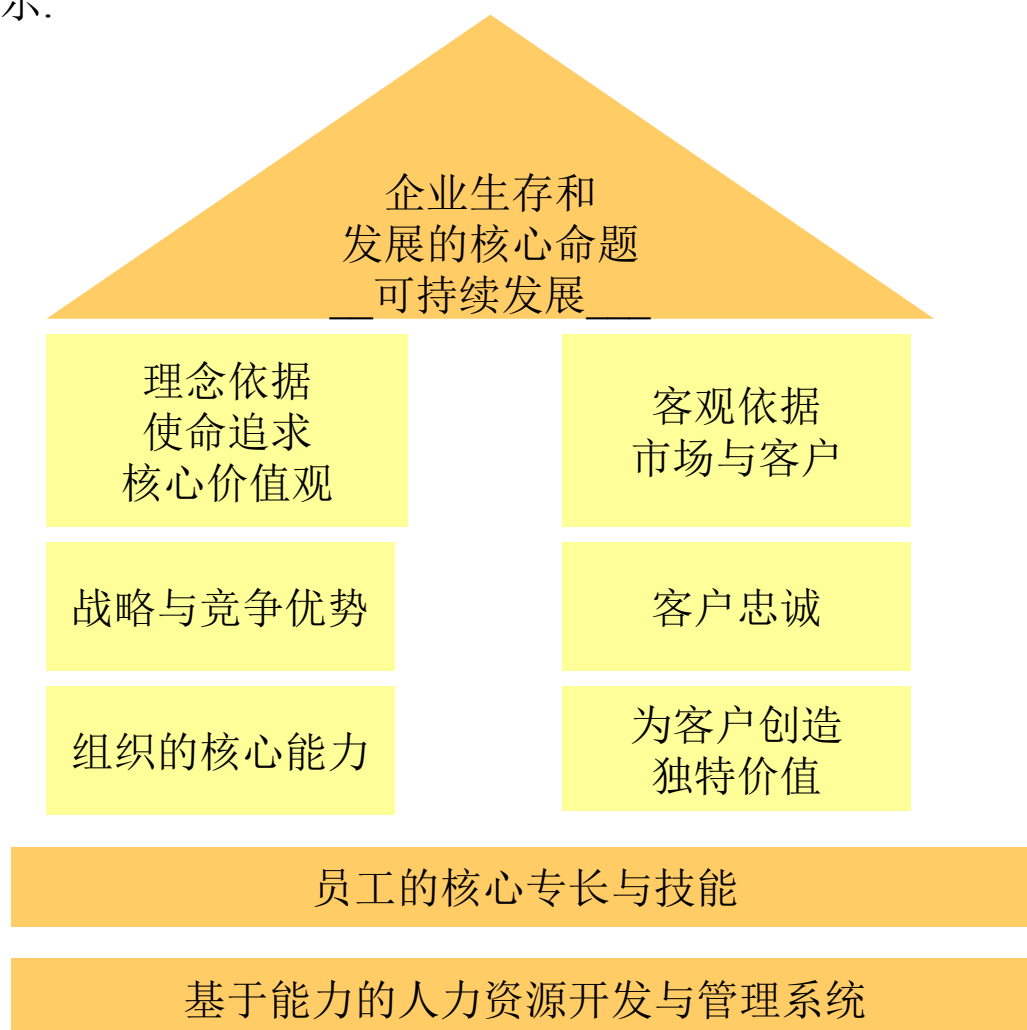 示.
企业生存和
发展的核心命题
__可持续发展___
理念依据
使命追求
核心价值观
客观依据
市场与客户
战略与竞争优势
客户忠诚
组织的核心能力
为客户创造
独特价值
员工的核心专长与技能
基于能力的人力资源开发与管理系统